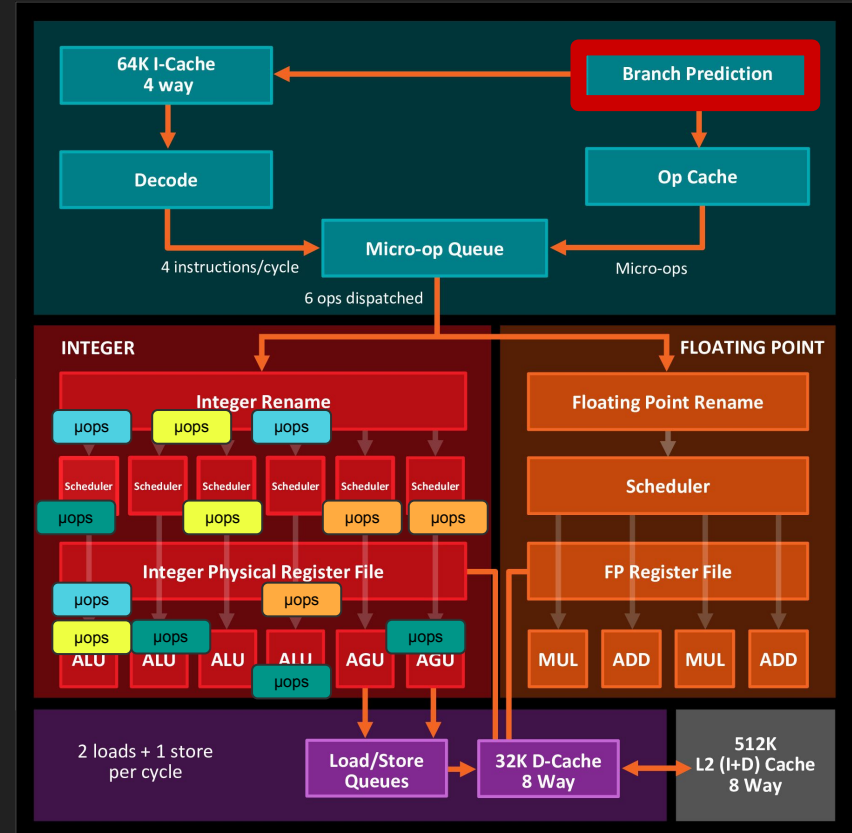 64K I-Cache
4 way
Branch Prediction
Decode
Op Cache
Micro-op Queue
4 instructions/cycle
Micro-ops
6 ops dispatched
INTEGER
FLOATING POINT
Integer Rename
Floating Point Rename
µops
µops
µops
Scheduler
Scheduler
Scheduler
Scheduler
Scheduler
Scheduler
Scheduler
µops
µops
µops
µops
Integer Physical Register File
FP Register File
µops
µops
µops
µops
µops
ALU
ALU
ALU
ALU
AGU
AGU
MUL
ADD
MUL
ADD
µops
2 loads + 1 store
per cycle
Load/Store
Queues
32K D-Cache
8 Way
512K
L2 (I+D) Cache
8 Way